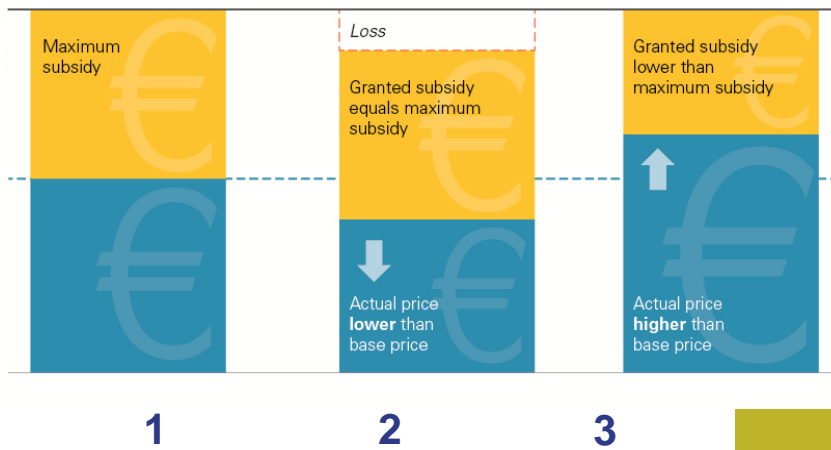 Maximum
subsidy
Loss
Granted subsidy
equals maximum
subsidy
Actual price
lower than
base price
Granted subsidy
lower than
maximum subsidy
Actual price
higher than
base price
€
€
€
€
€
€
1
2
3